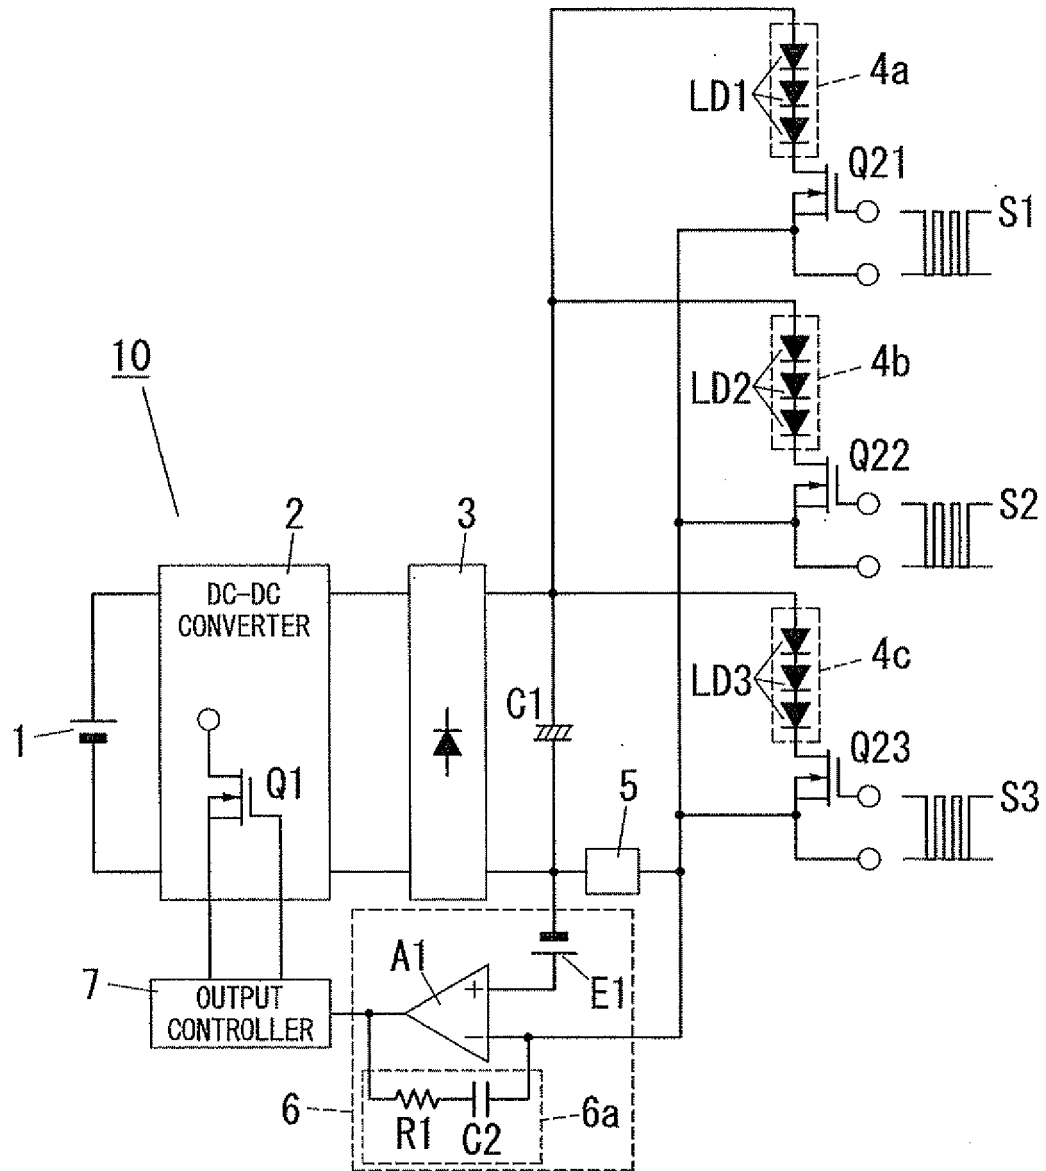 4a
LD1
Q21
S1
10
4b
LD2
Q22
S2
2
3
DC-DC
CONVERTER
4c
LD3
C1
1
Q1
Q23
5
S3
A1
E1
7
OUTPUT
CONTROLLER
+
−
6
R1
C2
6a